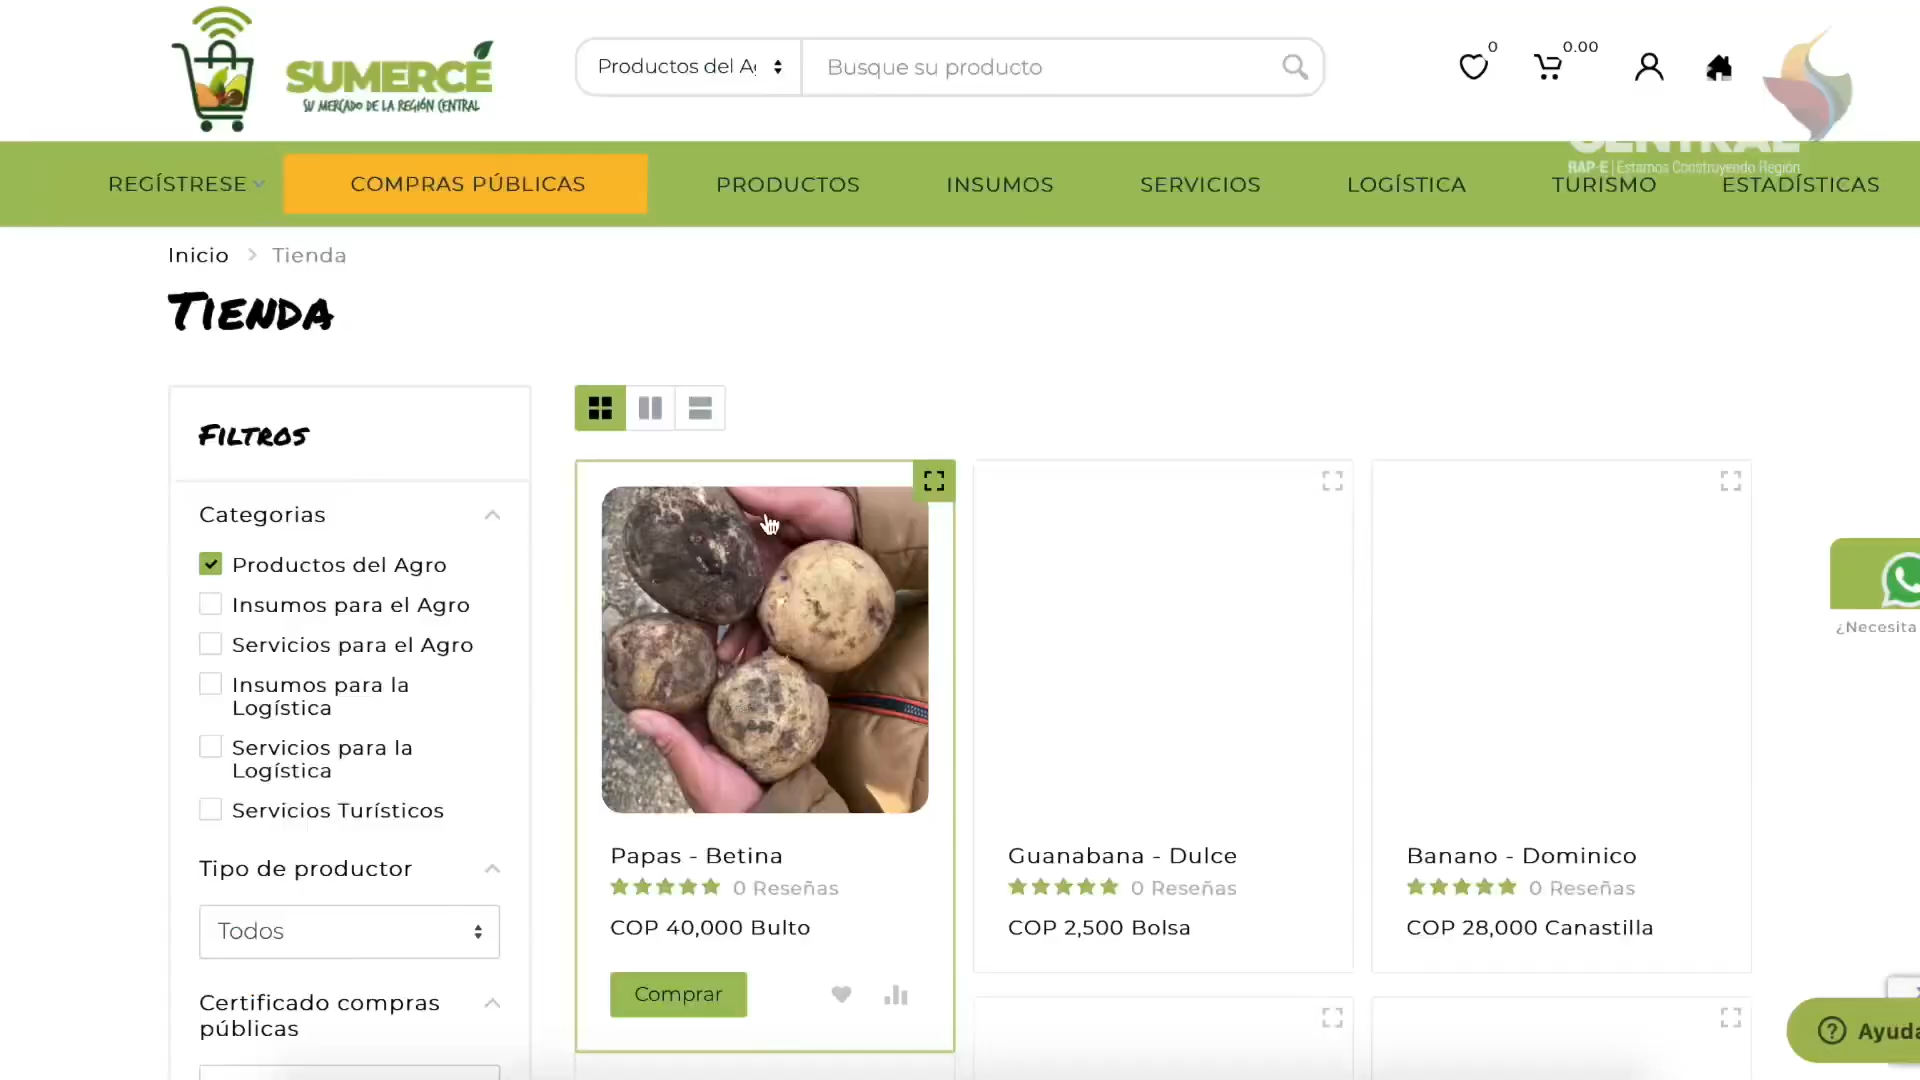 SUMERCÉ
SU MERCADO DE LA REGIÓN CENTRAL
Productos del A
Busque su producto
0
0.00
CENTRAL
RAP-E | Estamos Construyendo Región
REGÍSTRESE
COMPRAS PÚBLICAS
PRODUCTOS
INSUMOS
SERVICIOS
LOGÍSTICA
TURISMO
ESTADÍSTICAS
Inicio > Tienda
TIENDA
FILTROS
Categorias
Productos del Agro
Insumos para el Agro
Servicios para el Agro
Insumos para la
Logística
Servicios para la
Logística
Servicios Turísticos
Tipo de productor
Todos
Certificado compras
públicas
Papas - Betina
0 Reseñas
COP 40,000 Bulto
Comprar
Guanabana - Dulce
0 Reseñas
COP 2,500 Bolsa
Banano - Dominico
0 Reseñas
COP 28,000 Canastilla
¿Necesita
Ayuda